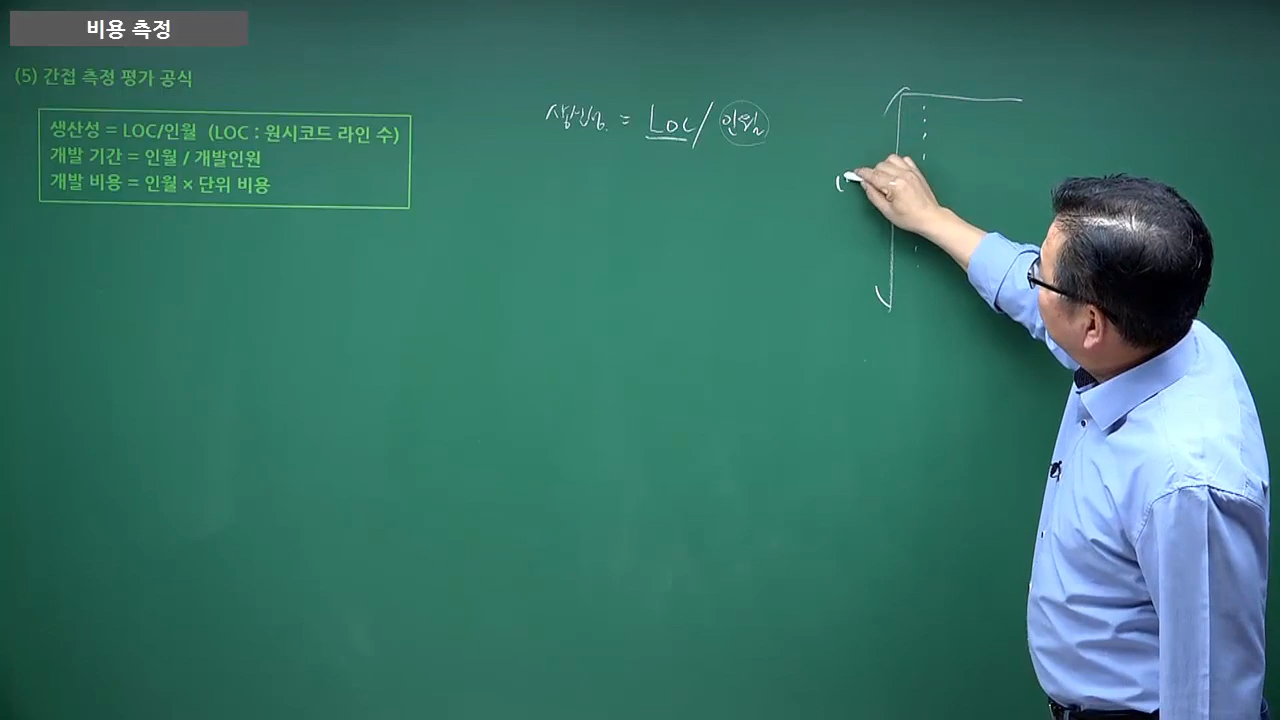 비용 측정
(5) 간접 측정 평가 공식
생산성 = LOC/인월 (LOC : 원시코드 라인 수)
개발 기간 = 인월 / 개발인원
개발 비용 = 인월 × 단위 비용
생산성 = LOC / 인월